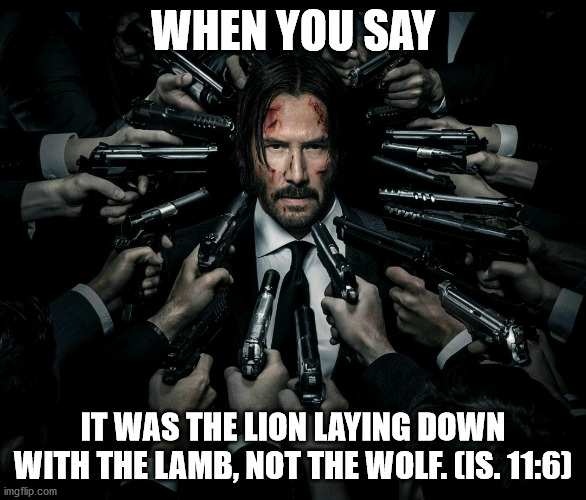 WHEN YOU SAY
IT WAS THE LION LAYING DOWN
WITH THE LAMB, NOT THE WOLF. (IS. 11:6)
imgflip.com